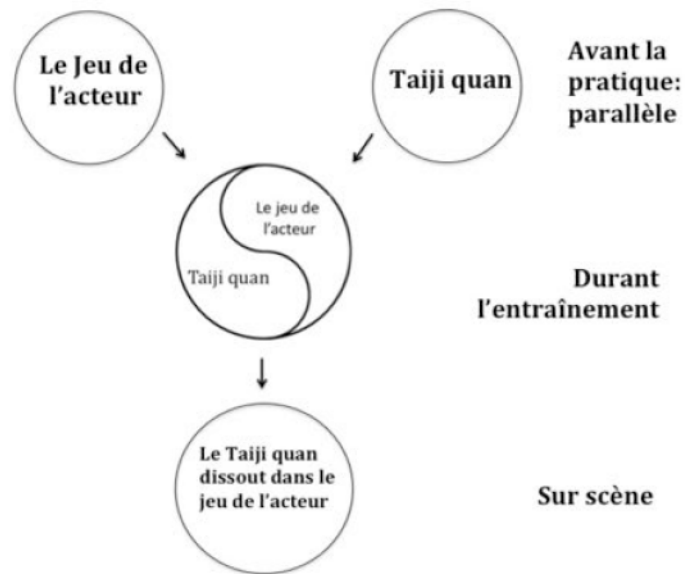 Le Jeu de
l'acteur
Taiji quan
Avant la
pratique:
parallèle
Le jeu de
l'acteur
Taiji quan
Durant
l'entraînement
Le Taiji quan
dissout dans le
jeu de l'acteur
Sur scène